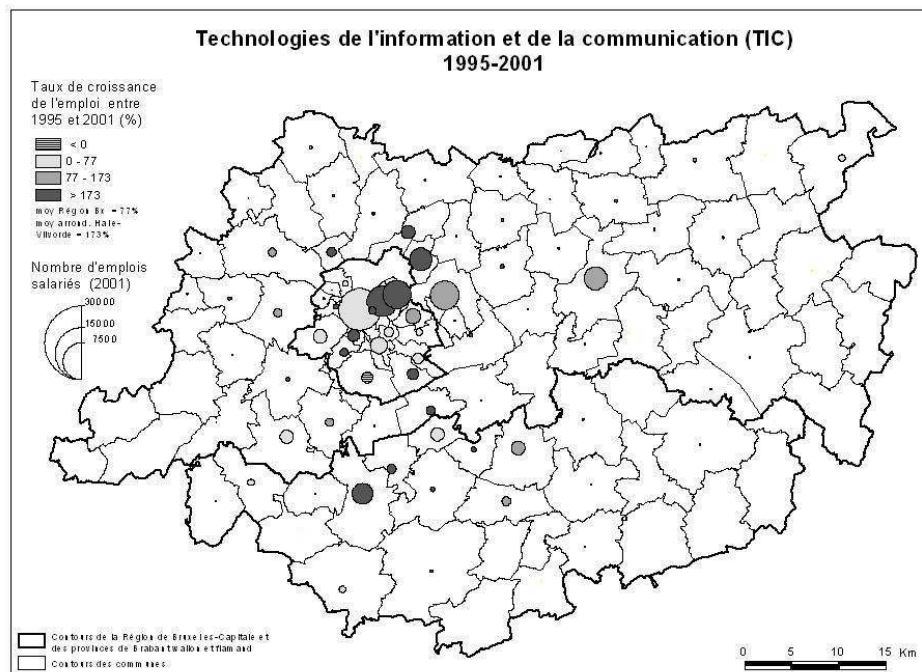 Technologies de l'information et de la communication (TIC)
1995-2001
Taux de croissance
de l'emploi entre
1995 et 2001 (%)
< 0
0 - 77
77 - 173
> 173
moy Région Bx = 77%
moy arrond. Hale-
Vilvorde = 173%
Nombre d'emplois
salariés (2001)
30000
15000
7500
Contours de la Région de Bruxelles-Capitale et
des provinces de Brabant wallon et flamand
Contours des communes
0 5 10 15 Km